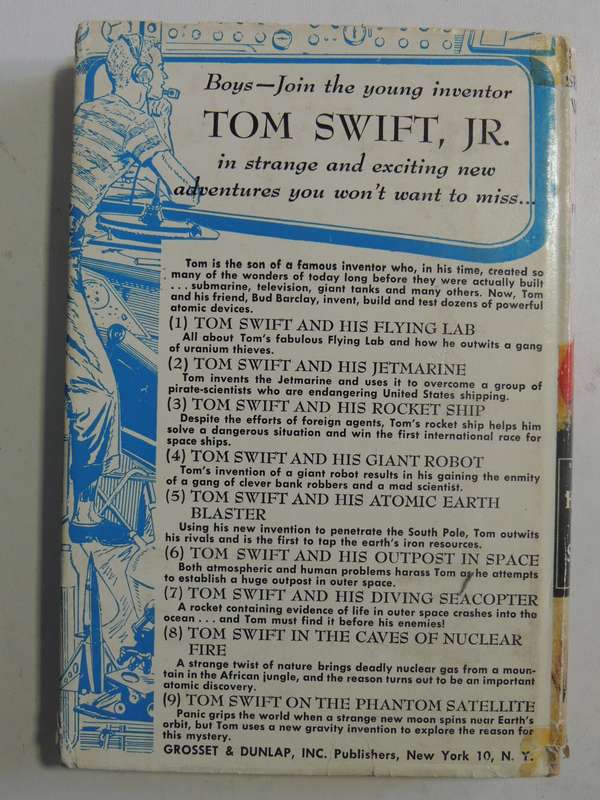 Boys—Join the young inventor
TOM SWIFT, JR.
in strange and exciting new
adventures you won't want to miss...
Tom is the son of a famous inventor who, in his time, created so
many of the wonders of today long before they were actually built
. . . submarine, television, giant tanks and many others. Now, Tom
and his friend, Bud Barclay, invent, build and test dozens of powerful
atomic devices.
(1) TOM SWIFT AND HIS FLYING LAB
All about Tom's fabulous Flying Lab and how he outwits a gang
of uranium thieves.
(2) TOM SWIFT AND HIS JETMARINE
Tom invents the Jetmarine and uses it to overcome a group of
pirate-scientists who are endangering United States shipping.
(3) TOM SWIFT AND HIS ROCKET SHIP
Despite the efforts of foreign agents, Tom's rocket ship helps him
solve a dangerous situation and win the first international race for
space ships.
(4) TOM SWIFT AND HIS GIANT ROBOT
Tom's invention of a giant robot results in his gaining the enmity
of a gang of clever bank robbers and a mad scientist.
(5) TOM SWIFT AND HIS ATOMIC EARTH
BLASTER
Using his new invention to penetrate the South Pole, Tom outwits
his rivals and is the first to tap the earth's iron resources.
(6) TOM SWIFT AND HIS OUTPOST IN SPACE
Both atmospheric and human problems harass Tom as he attempts
to establish a huge outpost in outer space.
(7) TOM SWIFT AND HIS DIVING SEACOPTER
A rocket containing evidence of life in outer space crashes into the
ocean . . . and Tom must find it before his enemies!
(8) TOM SWIFT IN THE CAVES OF NUCLEAR
FIRE
A strange twist of nature brings deadly nuclear gas from a moun-
tain in the African jungle, and the reason turns out to be an important
atomic discovery.
(9) TOM SWIFT ON THE PHANTOM SATELLITE
Panic grips the world when a strange new moon spins near Earth's
orbit, but Tom uses a new gravity invention to explore the reason for
this mystery.
GROSSET & DUNLAP, INC. Publishers, New York 10, N. Y.